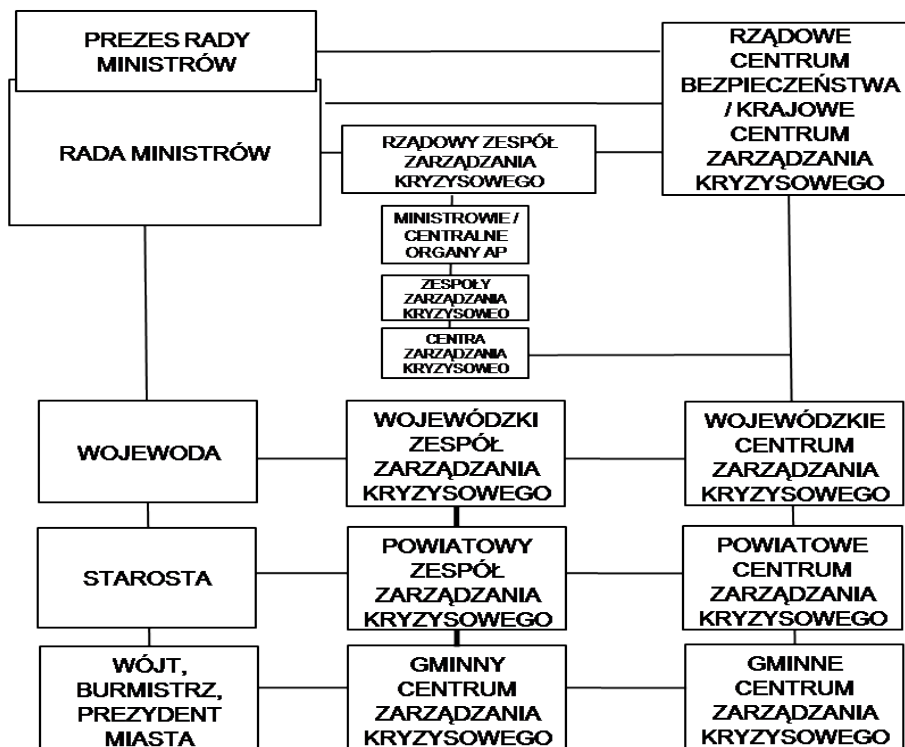 PREZES RADY
MINISTRÓW
RZĄDOWE
CENTRUM
BEZPIECZEŃSTWA
/ KRAJOWE
CENTRUM
ZARZĄDZANIA
KRYZYSOWEGO
RADA MINISTRÓW
RZĄDOWY ZESPÓŁ
ZARZĄDZANIA
KRYZYSOWEGO
MINISTROWIE /
CENTRALNE
ORGANY AP
ZESPOŁY
ZARZĄDZANIA
KRYZYSOWEO
CENTRA
ZARZĄDZANIA
KRYZYSOWEO
WOJEWODA
WOJEWÓDZKI
ZESPÓŁ
ZARZĄDZANIA
KRYZYSOWEGO
WOJEWÓDZKIE
CENTRUM
ZARZĄDZANIA
KRYZYSOWEGO
STAROSTA
POWIATOWY
ZESPÓŁ
ZARZĄDZANIA
KRYZYSOWEGO
POWIATOWE
CENTRUM
ZARZĄDZANIA
KRYZYSOWEGO
WÓJT,
BURMISTRZ,
PREZYDENT
MIASTA
GMINNY
CENTRUM
ZARZĄDZANIA
KRYZYSOWEGO
GMINNE
CENTRUM
ZARZĄDZANIA
KRYZYSOWEGO